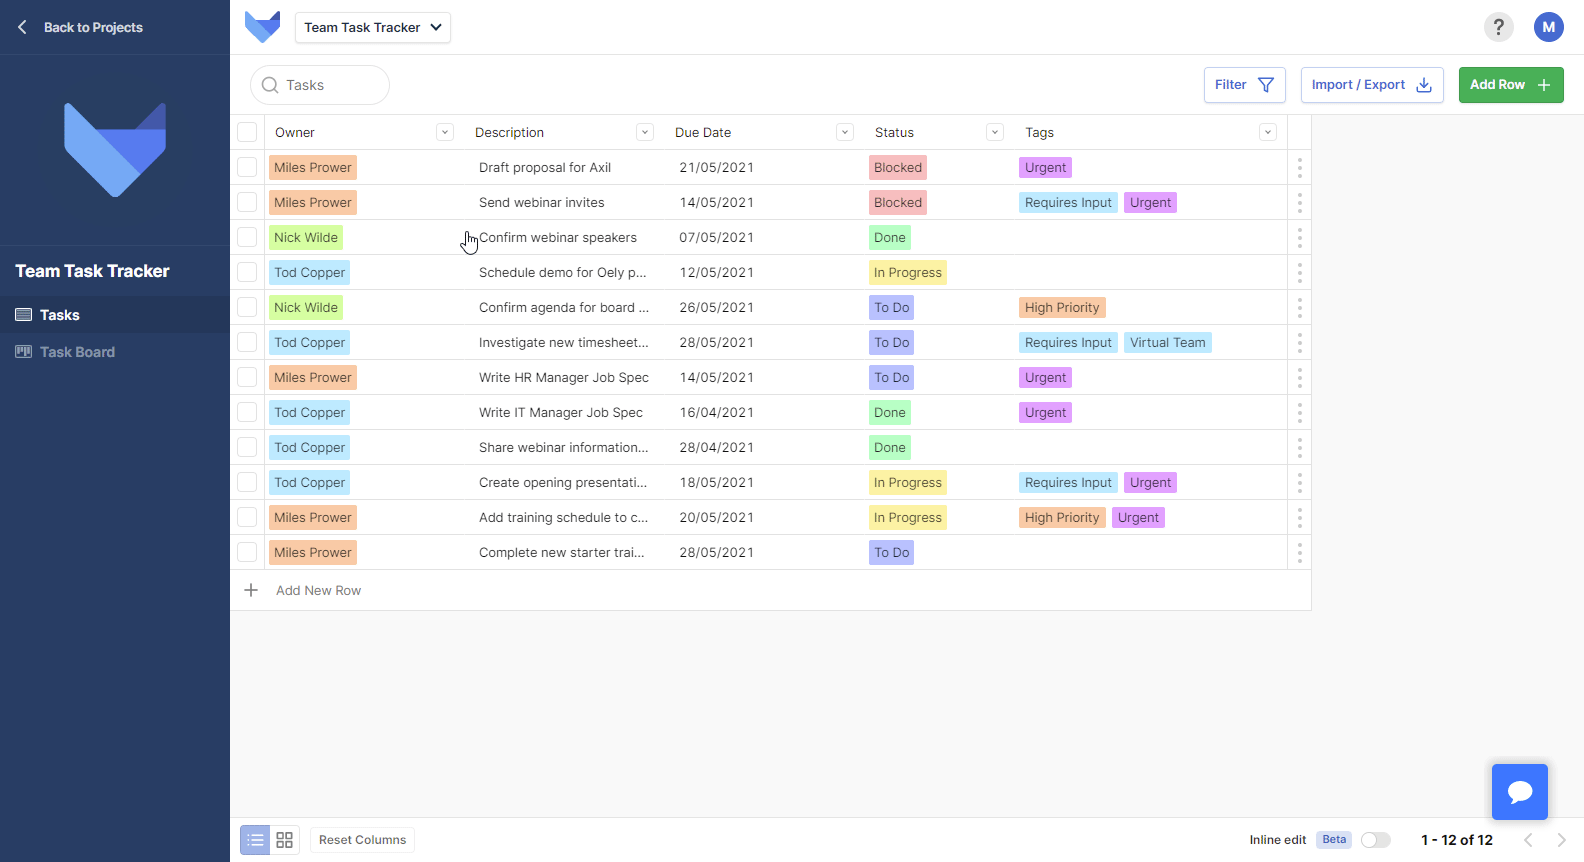 Back to Projects
Team Task Tracker
Tasks
Task Board
Team Task Tracker
?
M
Tasks
Filter
Import / Export
Add Row
Owner Description Due Date Status Tags
Miles Prower Draft proposal for Axil 21/05/2021 Blocked Urgent
Miles Prower Send webinar invites 14/05/2021 Blocked Requires Input Urgent
Nick Wilde Confirm webinar speakers 07/05/2021 Done
Tod Copper Schedule demo for Oely p... 12/05/2021 In Progress
Nick Wilde Confirm agenda for board ... 26/05/2021 To Do High Priority
Tod Copper Investigate new timesheet... 28/05/2021 To Do Requires Input Virtual Team
Miles Prower Write HR Manager Job Spec 14/05/2021 To Do Urgent
Tod Copper Write IT Manager Job Spec 16/04/2021 Done Urgent
Tod Copper Share webinar information... 28/04/2021 Done
Tod Copper Create opening presentati... 18/05/2021 In Progress Requires Input Urgent
Miles Prower Add training schedule to c... 20/05/2021 In Progress High Priority Urgent
Miles Prower Complete new starter trai... 28/05/2021 To Do
Add New Row
Reset Columns
Inline edit Beta
1 - 12 of 12